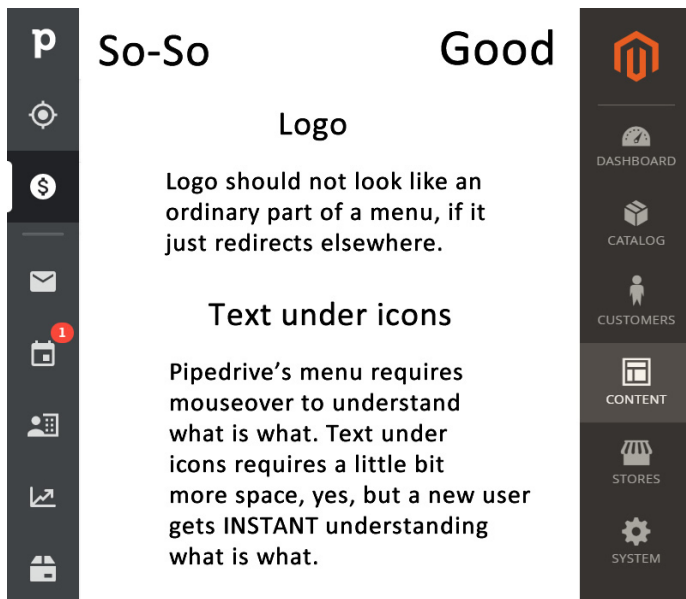 p
So-So
Good
Logo
Logo should not look like an
ordinary part of a menu, if it
just redirects elsewhere.
Text under icons
Pipedrive's menu requires
mouseover to understand
what is what. Text under
icons requires a little bit
more space, yes, but a new user
gets INSTANT understanding
what is what.
$
1
DASHBOARD
CATALOG
CUSTOMERS
CONTENT
STORES
SYSTEM